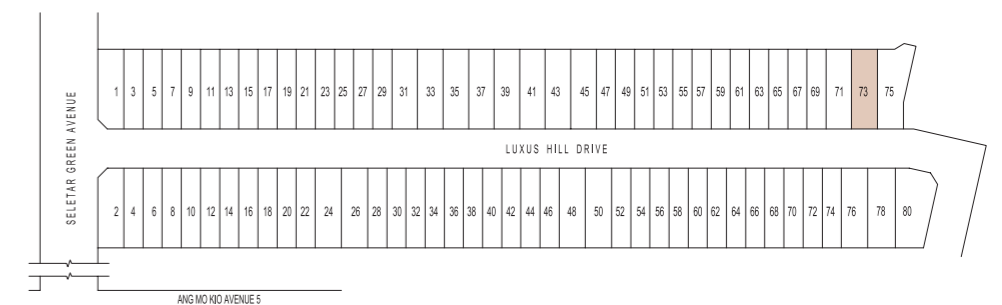 1 3 5 7 9 11 13 15 17 19 21 23 25 27 29 31 33 35 37 39 41 43 45 47 49 51 53 55 57 59 61 63 65 67 69 71 73 75
SELETAR GREEN AVENUE
LUXUS HILL DRIVE
2 4 6 8 10 12 14 16 18 20 22 24 26 28 30 32 34 36 38 40 42 44 46 48 50 52 54 56 58 60 62 64 66 68 70 72 74 76 78 80
ANG MO KIO AVENUE 5